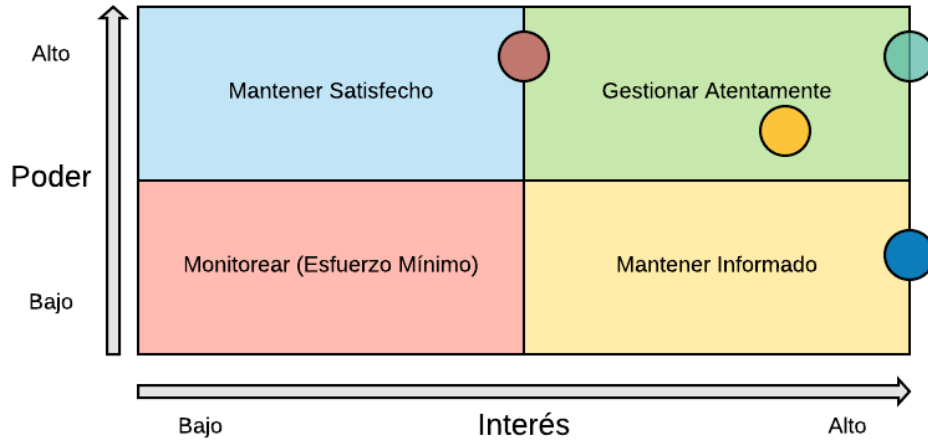 Alto
Mantener Satisfecho
Gestionar Atentamente
Poder
Monitorear (Esfuerzo Mínimo)
Mantener Informado
Bajo
Bajo
Interés
Alto